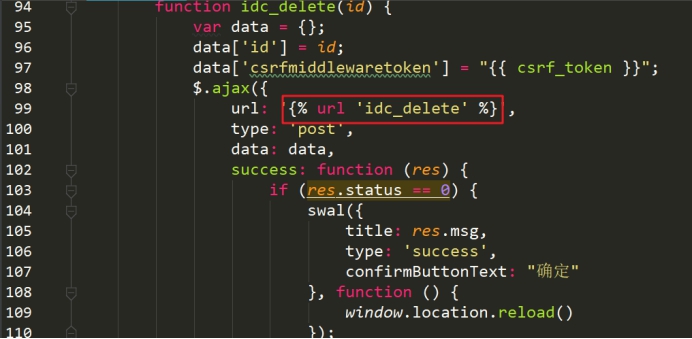 94 function idc_delete(id) {
95 var data = {};
96 data['id'] = id;
97 data['csrfmiddlewaretoken'] = "{{ csrf_token }}";
98 $.ajax({
99 url: '{% url 'idc_delete' %}',
100 type: 'post',
101 data: data,
102 success: function (res) {
103 if (res.status == 0) {
104 swal({
105 title: res.msg,
106 type: 'success',
107 confirmButtonText: "确定"
108 }, function () {
109 window.location.reload()
110 });